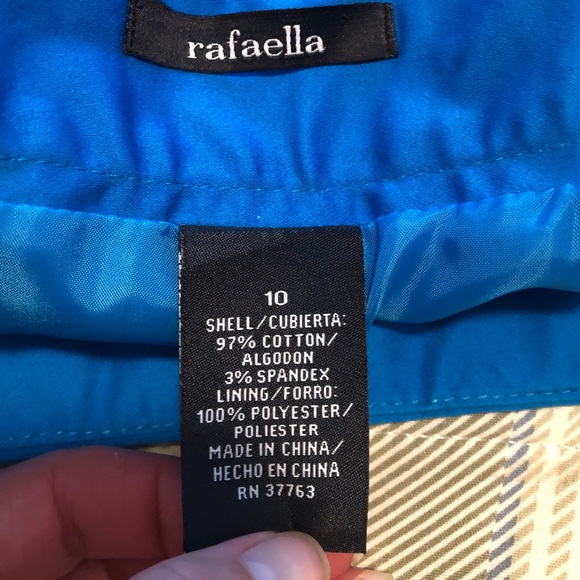 rafaella
10
SHELL/CUBIERTA:
97% COTTON/
ALGODON
3% SPANDEX
LINING/FORRO:
100% POLYESTER/
POLIESTER
MADE IN CHINA/
HECHO EN CHINA
RN 37763